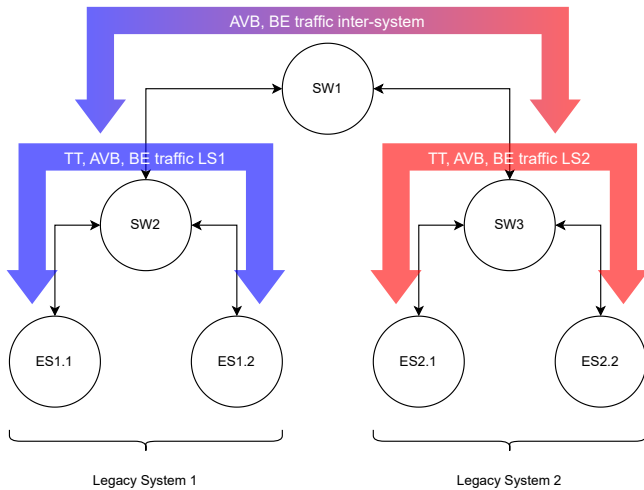 AVB, BE traffic inter-system
SW1
TT, AVB, BE traffic LS1
TT, AVB, BE traffic LS2
SW2
SW3
ES1.1
ES1.2
ES2.1
ES2.2
Legacy System 1
Legacy System 2